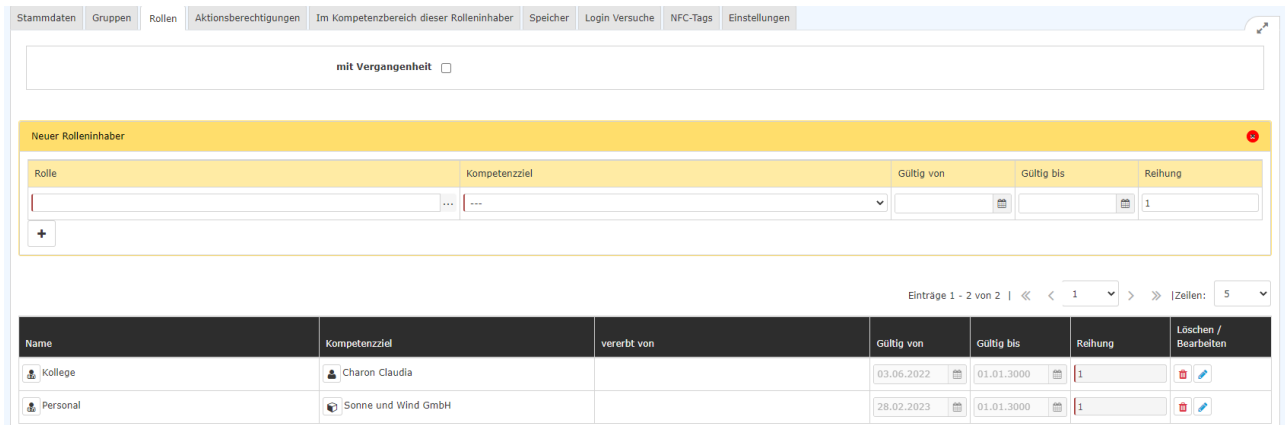 Stammdaten Gruppen Rollen Aktionsberechtigungen Im Kompetenzbereich dieser Rolleninhaber Speicher Login Versuche NFC-Tags Einstellungen
mit Vergangenheit
Neuer Rolleninhaber
Rolle Kompetenzziel Gültig von Gültig bis Reihung
... --- 1
+
Einträge 1 - 2 von 2 | « < 1 > » |Zeilen: 5
Name Kompetenzziel vererbt von Gültig von Gültig bis Reihung Löschen /
Bearbeiten
Kollege Charon Claudia 03.06.2022 01.01.3000 1
Personal Sonne und Wind GmbH 28.02.2023 01.01.3000 1